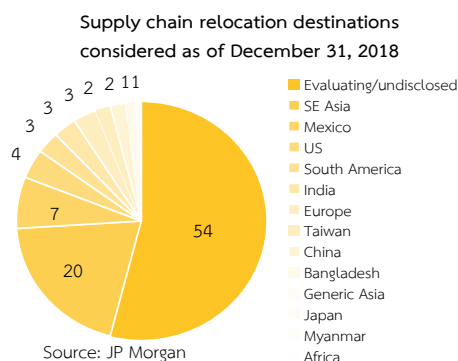 Supply chain relocation destinations
considered as of December 31, 2018
3 3 2 2 11
3
4
7
20
54
Evaluating/undisclosed
SE Asia
Mexico
US
South America
India
Europe
Taiwan
China
Bangladesh
Generic Asia
Japan
Myanmar
Africa
Source: JP Morgan